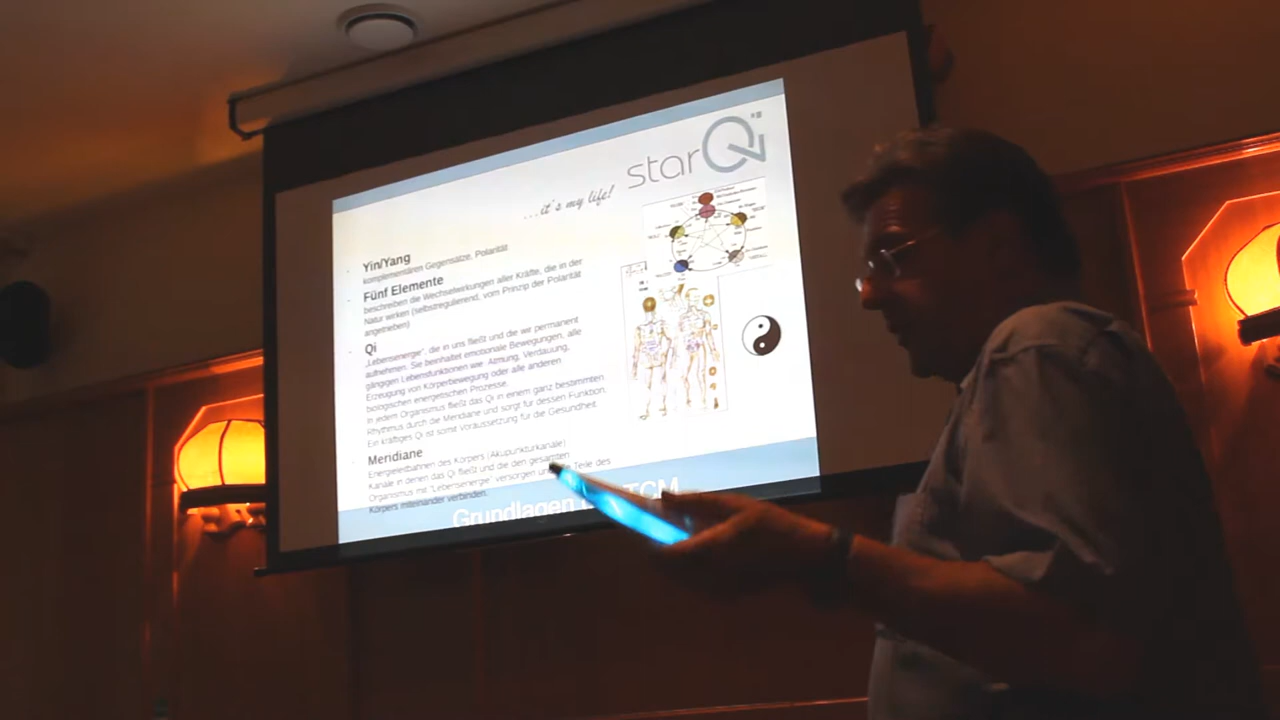 starQi
...it's my life!
Yin/Yang
komplementären Gegensätze, Polarität
Fünf Elemente
beschreiben die Wechselwirkungen aller Kräfte, die in der
Natur wirken (selbstregulierend, vom Prinzip der Polarität
angetrieben)
Qi
„Lebensenergie", die in uns fließt und die wir permanent
aufnehmen. Sie beinhaltet emotionale Bewegungen, alle
gängigen Lebensfunktionen wie: Atmung, Verdauung,
Erzeugung von Körperbewegung oder alle anderen
biologischen energetischen Prozesse.
In jedem Organismus fließt das Qi in einem ganz bestimmten
Rhythmus durch die Meridiane und sorgt für dessen Funktion.
Ein kräftiges Qi ist somit Voraussetzung für die Gesundheit
Meridiane
Energieleitbahnen des Körpers (Akupunkturkanäle)
Kanäle in denen das Qi fließt und die den gesamten
Organismus mit "Lebensenergie" versorgen Teile des
Körpers miteinander verbinden.
Grundlagen TCM